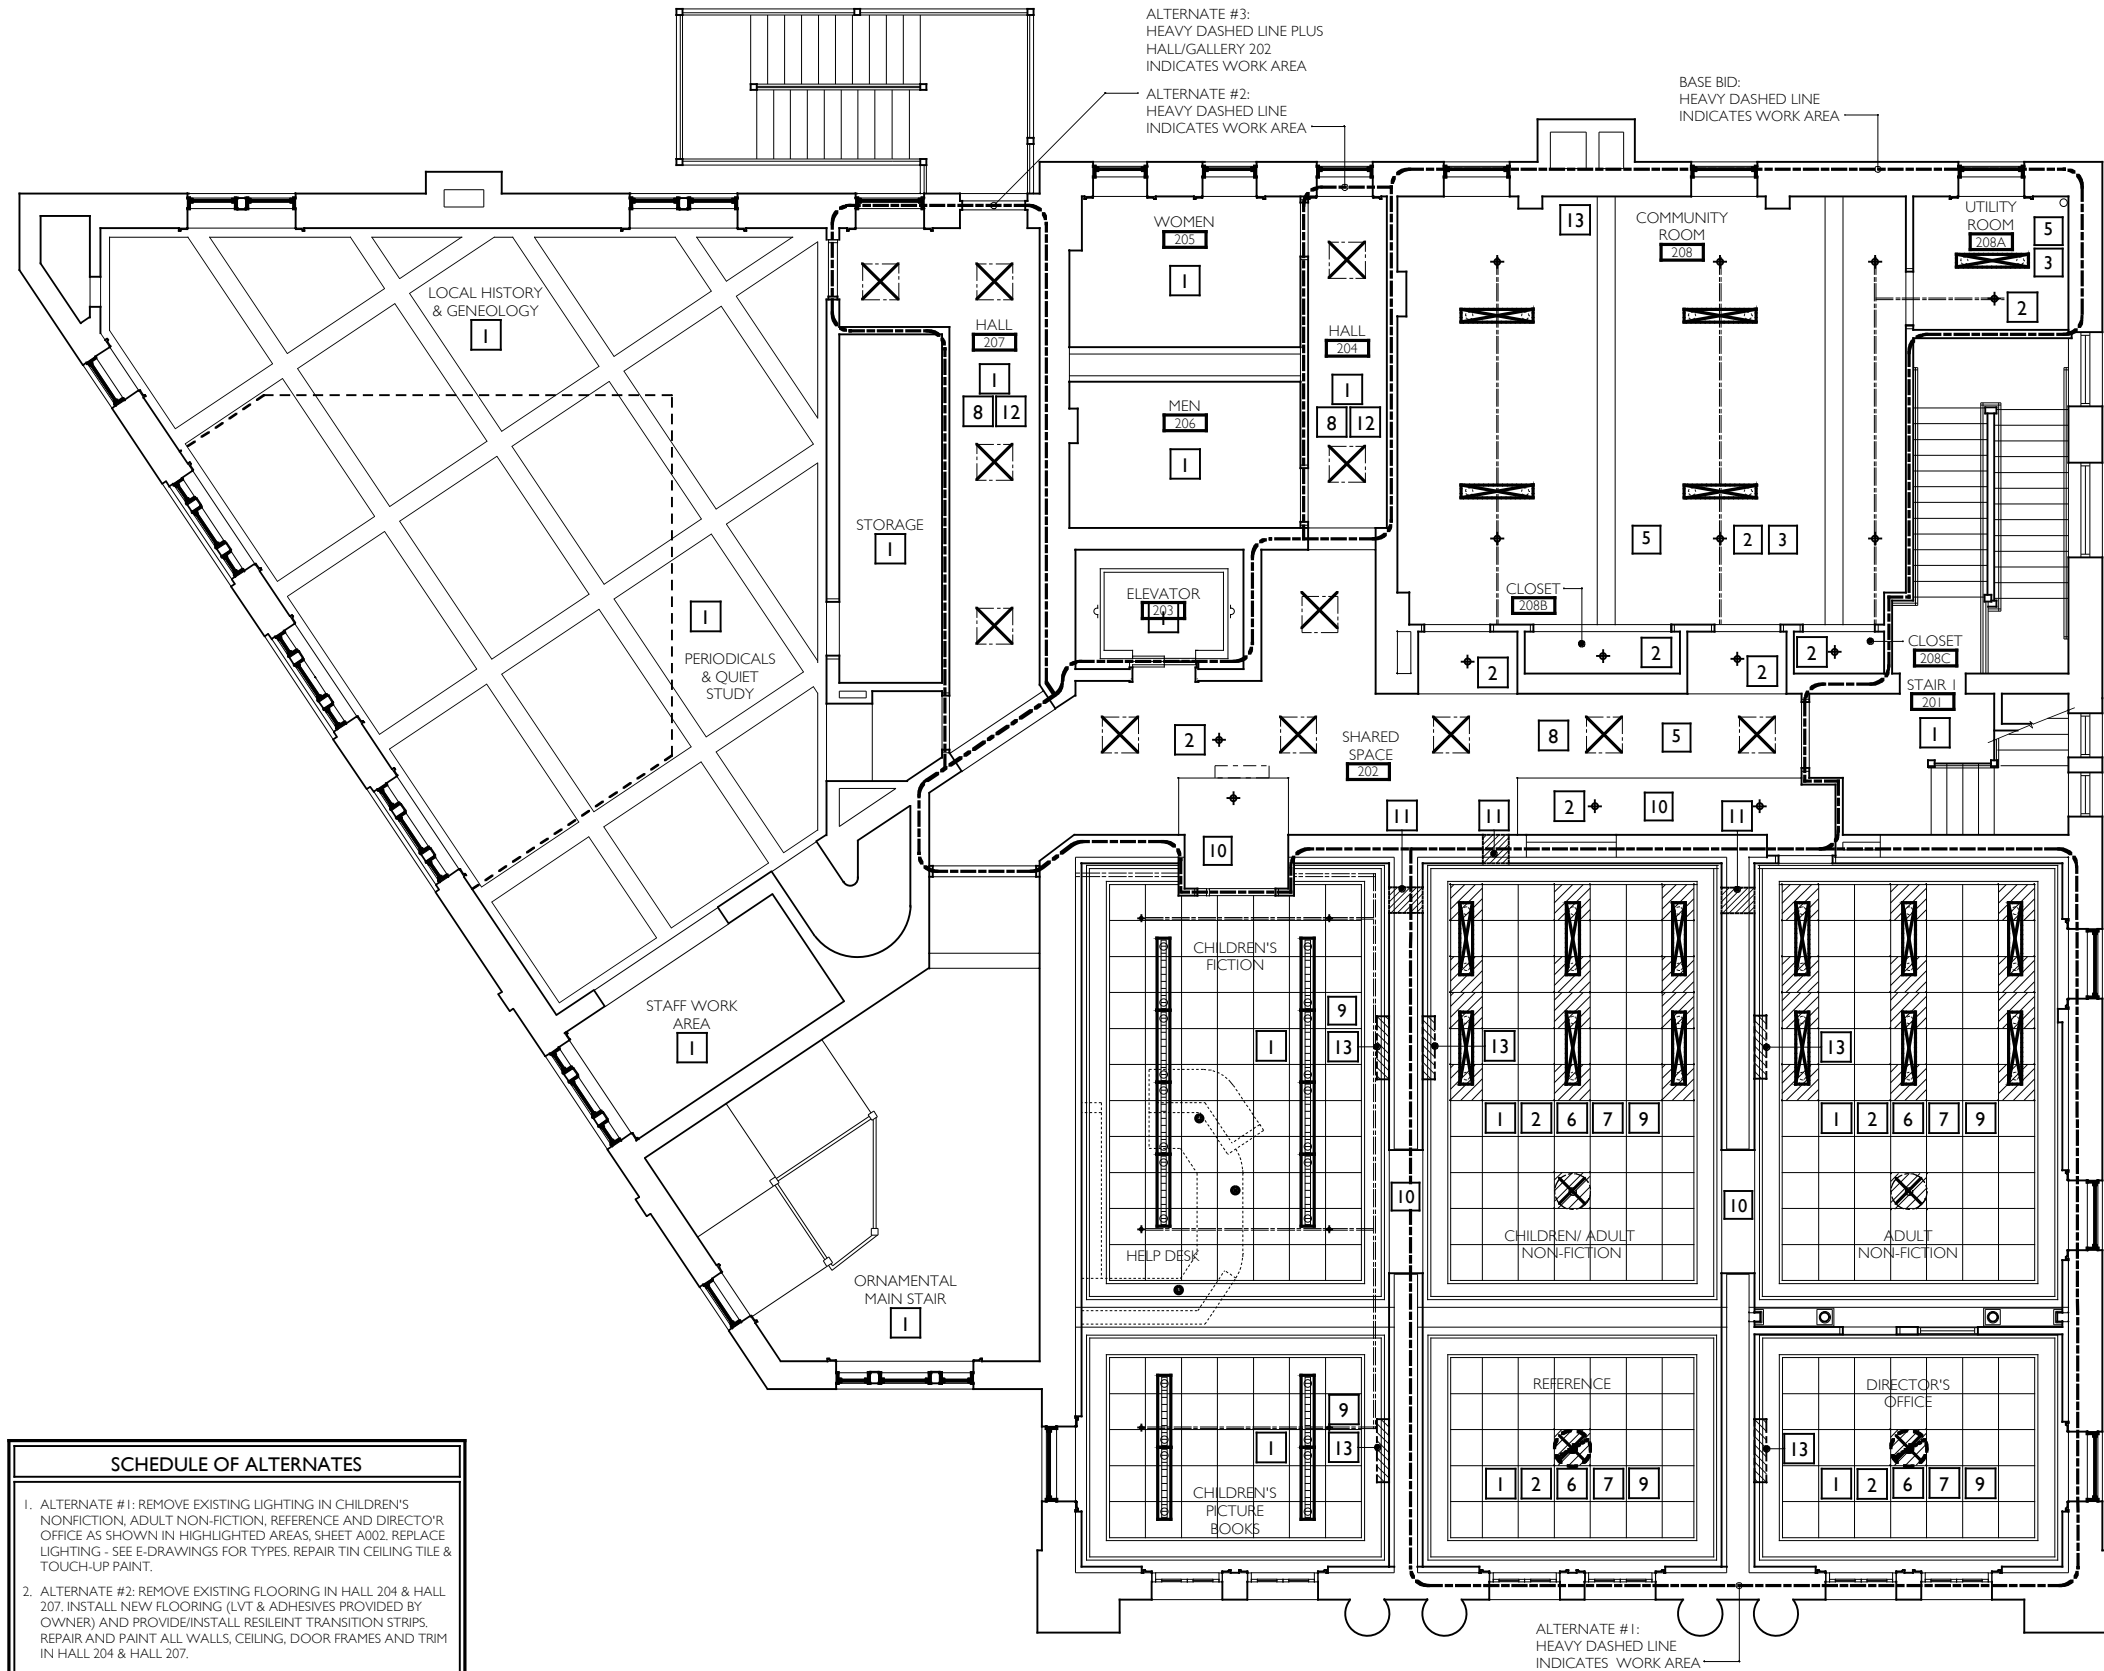 ALTERNATE #3:
HEAVY DASHED LINE PLUS
HALL/GALLERY 202
INDICATES WORK AREA
ALTERNATE #2:
HEAVY DASHED LINE
INDICATES WORK AREA
BASE BID:
HEAVY DASHED LINE
INDICATES WORK AREA
LOCAL HISTORY
& GENEOLOGY
1
HALL
207
1
8 12
WOMEN
205
1
MEN
206
1
HALL
204
1
8 12
13
COMMUNITY
ROOM
208
UTILITY
ROOM
208A
5
3
2
5
2 3
STORAGE
1
1
PERIODICALS
& QUIET
STUDY
ELEVATOR
203
1
CLOSET
208B
2
2
2
2
CLOSET
208C
STAIR 1
201
1
2
SHARED
SPACE
202
8
5
11
11
2
10
11
10
CHILDREN'S
FICTION
9
1
13
13
13
STAFF WORK
AREA
1
1 2 6 7 9
1 2 6 7 9
10
10
HELP DESK
CHILDREN/ ADULT
NON-FICTION
ADULT
NON-FICTION
ORNAMENTAL
MAIN STAIR
1
9
1
13
CHILDREN'S
PICTURE
BOOKS
REFERENCE
1 2 6 7 9
DIRECTOR'S
OFFICE
13
1 2 6 7 9
ALTERNATE #1:
HEAVY DASHED LINE
INDICATES WORK AREA
SCHEDULE OF ALTERNATES
1. ALTERNATE #1: REMOVE EXISTING LIGHTING IN CHILDREN'S
NONFICTION, ADULT NON-FICTION, REFERENCE AND DIRECTO'R
OFFICE AS SHOWN IN HIGHLIGHTED AREAS, SHEET A002. REPLACE
LIGHTING - SEE E-DRAWINGS FOR TYPES. REPAIR TIN CEILING TILE &
TOUCH-UP PAINT.
2. ALTERNATE #2: REMOVE EXISTING FLOORING IN HALL 204 & HALL
207. INSTALL NEW FLOORING (LVT & ADHESIVES PROVIDED BY
OWNER) AND PROVIDE/INSTALL RESILEINT TRANSITION STRIPS.
REPAIR AND PAINT ALL WALLS, CEILING, DOOR FRAMES AND TRIM
IN HALL 204 & HALL 207.